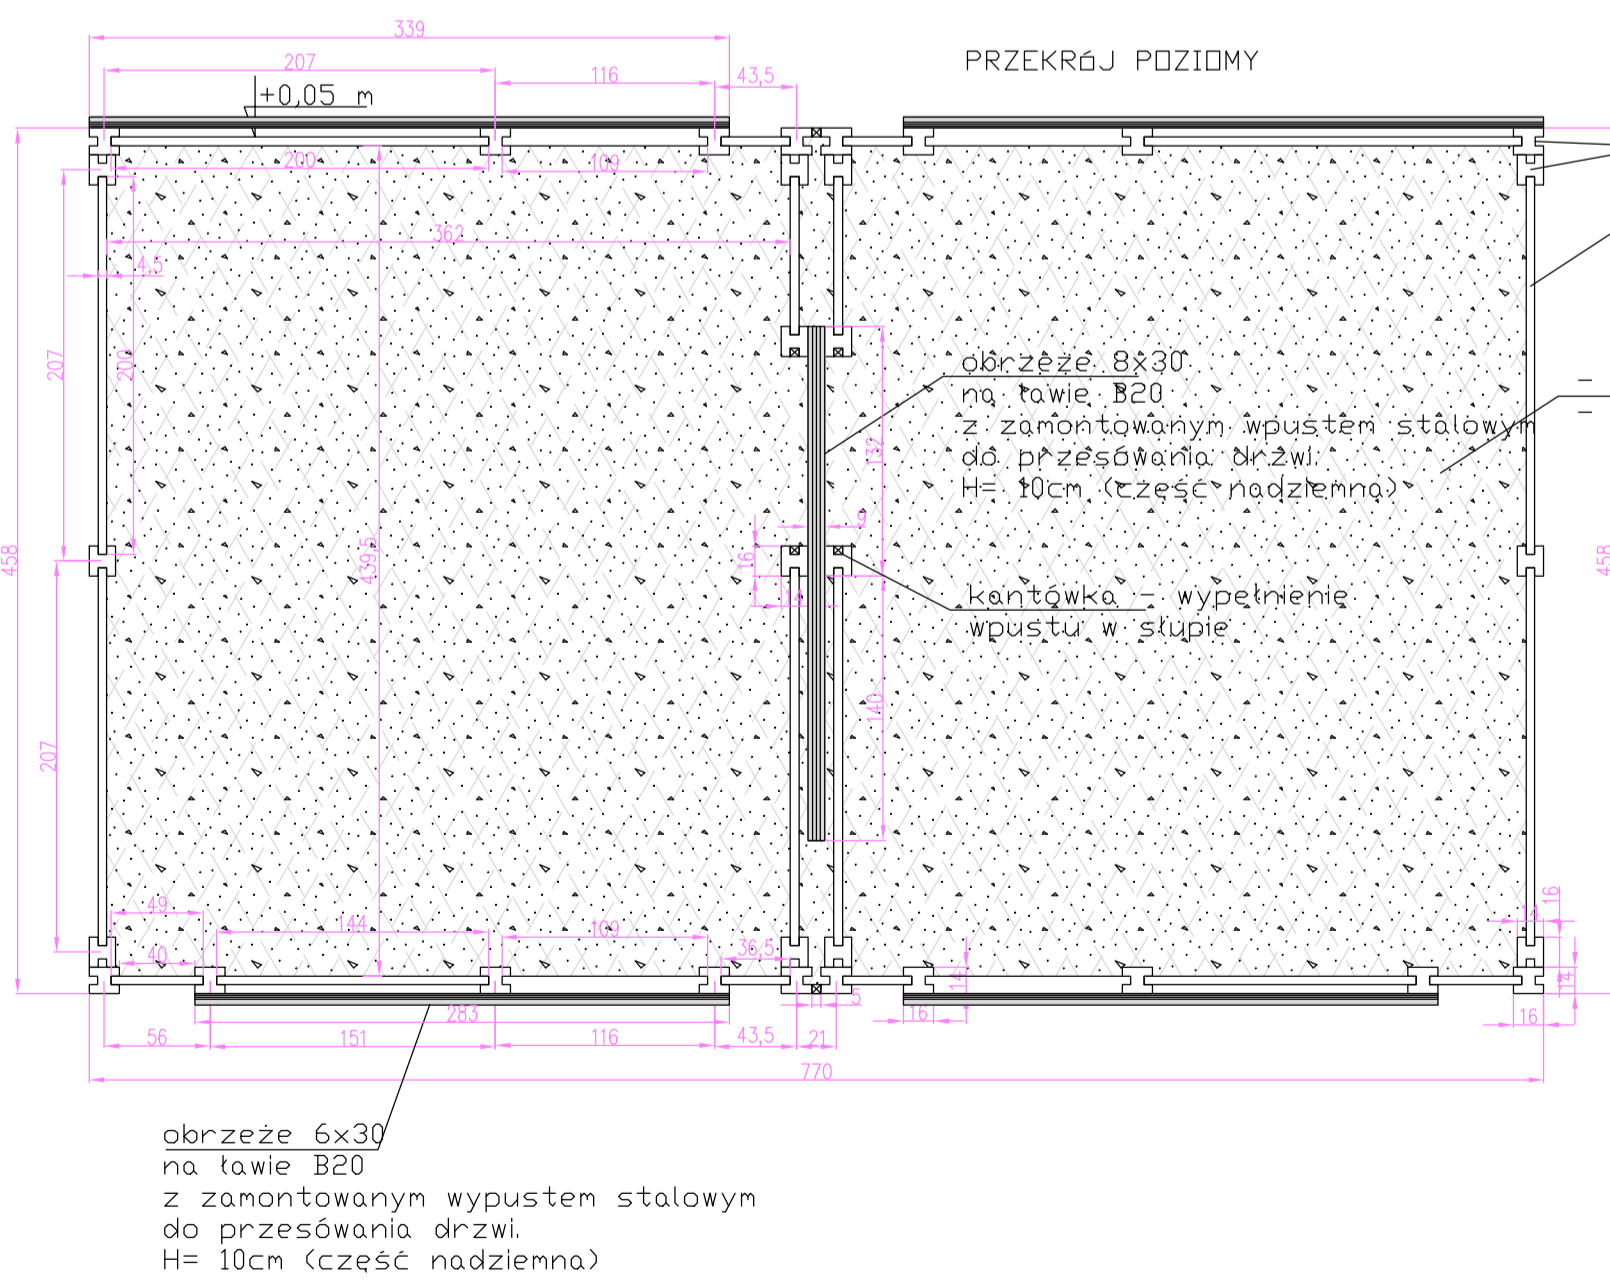 339
PRZEKRóJ POZIOMY
207
116
43,5
+0,05 m
200
109
362
4,5
207
200
obrzeże 8x30
na ławie B20
z zamontowanym wpustem stalowym
do przesówania drzwi.
H= 10cm (część nadziemna)
132
458
439,5
16
14
458
kantówka - wypełnienie
wpustu w słupie
140
207
49
144
109
40
36,5
16
14
14
14
5
16
16
283
56
151
116
43,5
21
770
obrzeże 6x30
na ławie B20
z zamontowanym wypustem stalowym
do przesówania drzwi.
H= 10cm (część nadziemna)